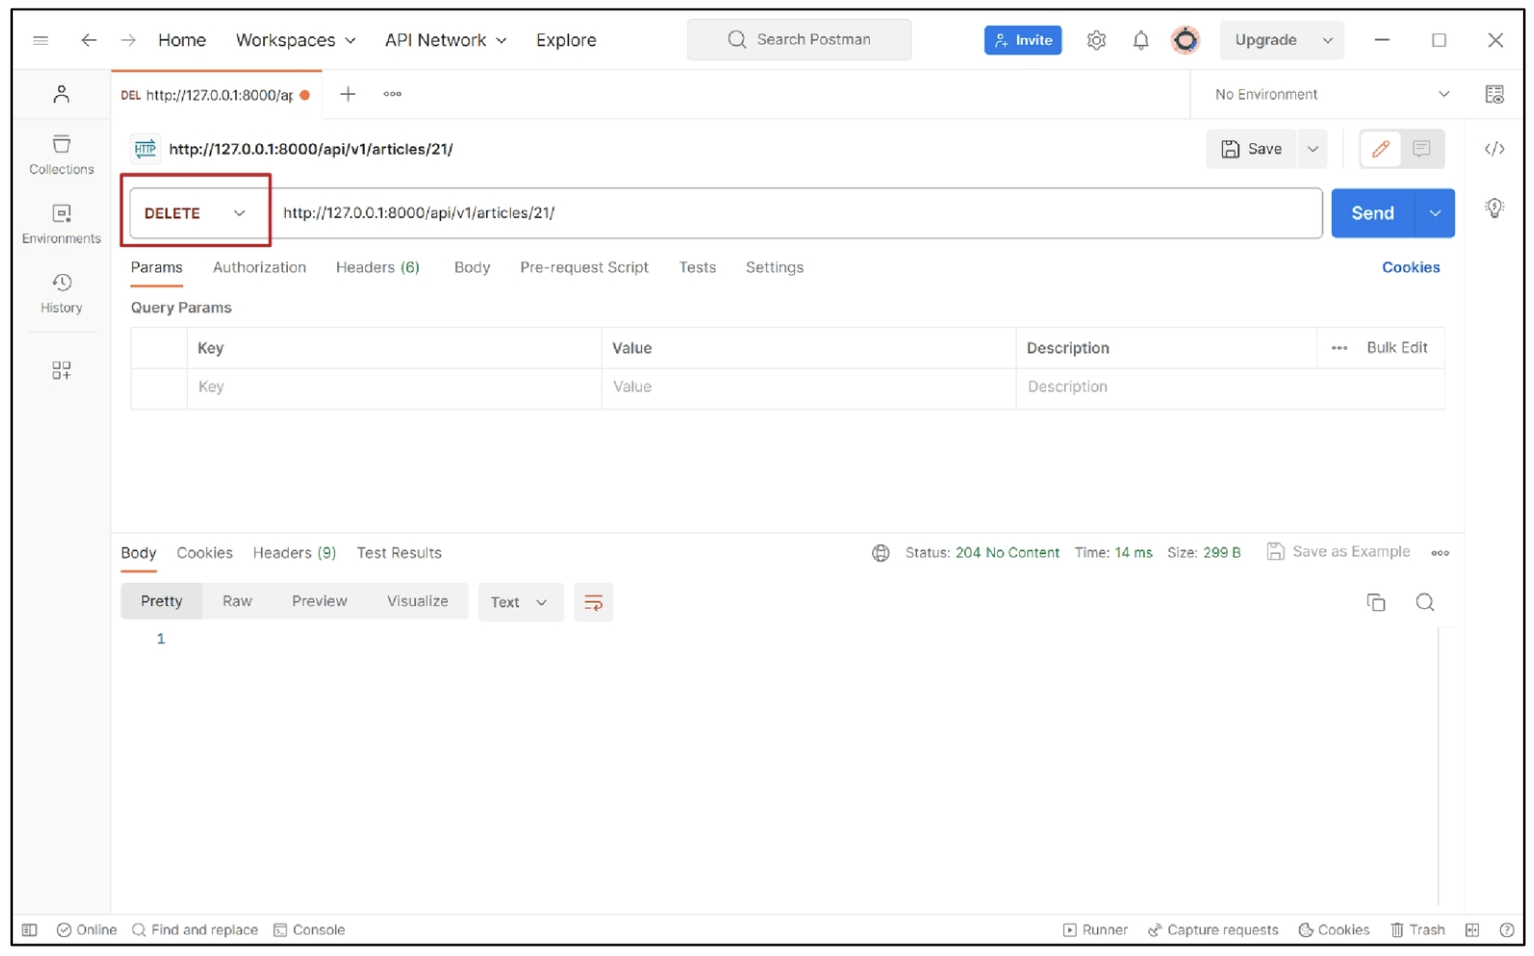 Home Workspaces API Network Explore Search Postman Invite Upgrade
DEL http://127.0.0.1:8000/ap No Environment
HTTP http://127.0.0.1:8000/api/v1/articles/21/ Save
Collections
DELETE http://127.0.0.1:8000/api/v1/articles/21/ Send
Environments
Params Authorization Headers (6) Body Pre-request Script Tests Settings Cookies
History
Query Params
Key Value Description Bulk Edit
Key Value Description
Body Cookies Headers (9) Test Results Status: 204 No Content Time: 14 ms Size: 299 B Save as Example
Pretty Raw Preview Visualize Text
1
Online Find and replace Console Runner Capture requests Cookies Trash